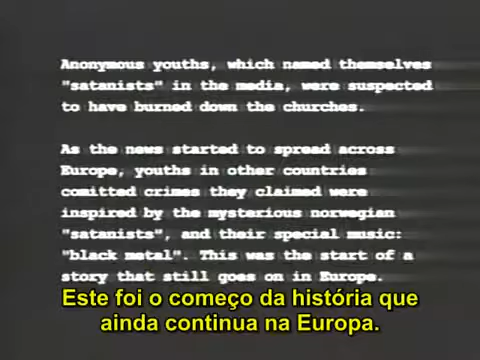 Anonymous youths, which named themselves
"satanists" in the media, were suspected
to have burned down the churches.
As the news started to spread across
Europe, youths in other countries
comitted crimes they claimed were
inspired by the mysterious norwegian
"satanists", and their special music:
"black metal". This was the start of a
story that still goes on in Europe.
Este foi o começo da história que
ainda continua na Europa.